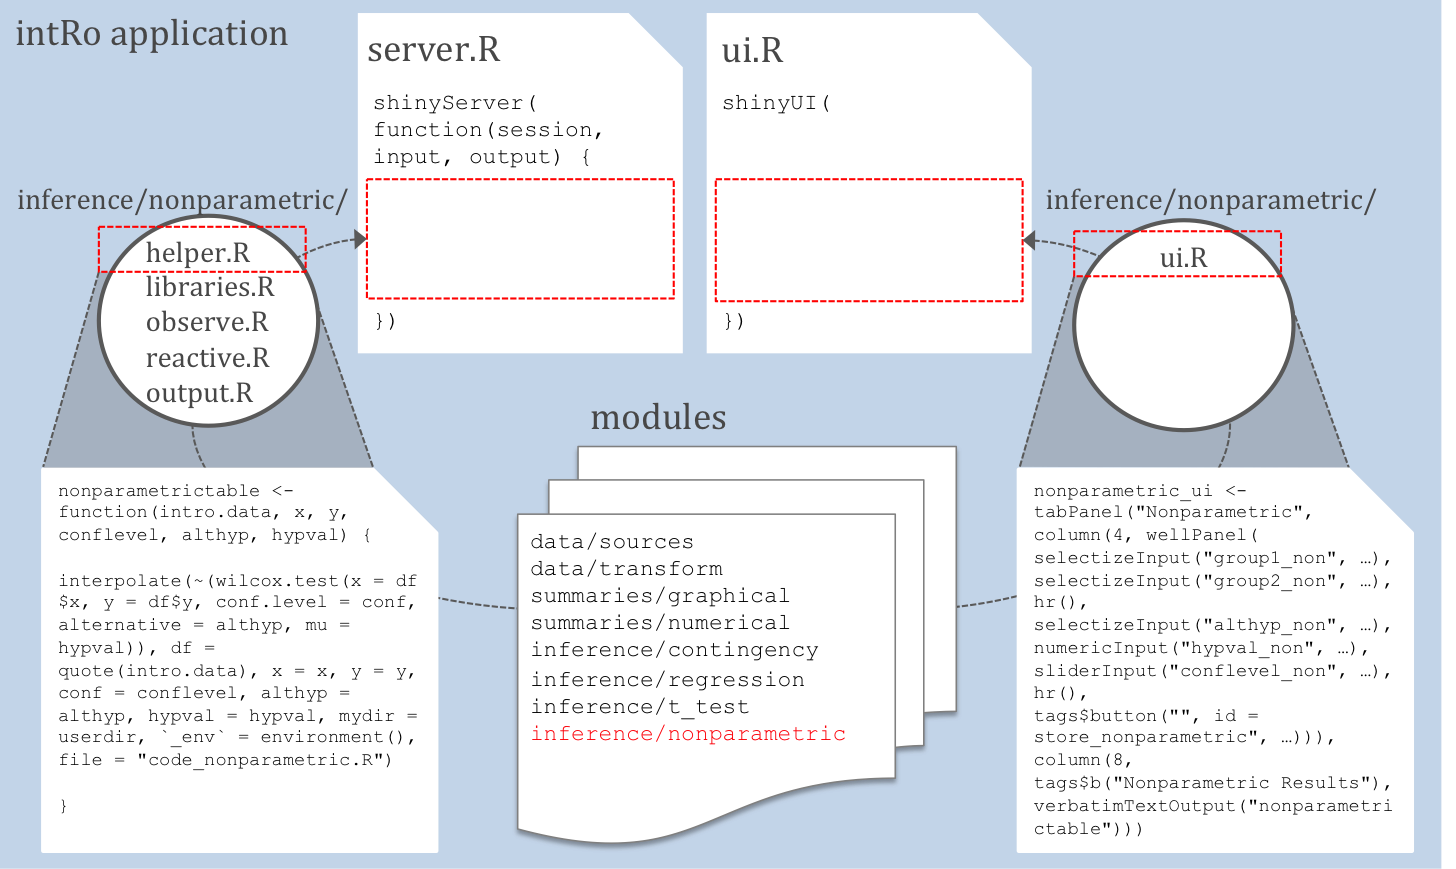 intRo application
server.R
shinyServer(
function(session,
input, output) {
})
ui.R
shinyUI(
})
inference/nonparametric/
helper.R
libraries.R
observe.R
reactive.R
output.R
inference/nonparametric/
ui.R
nonparametrictable <-
function(intro.data, x, y,
conflevel, althyp, hypval) {
interpolate(~(wilcox.test(x = df
$x, y = df$y, conf.level = conf,
alternative = althyp, mu =
hypval)), df =
quote(intro.data), x = x, y = y,
conf = conflevel, althyp =
althyp, hypval = hypval, mydir =
userdir, `_env` = environment(),
file = "code_nonparametric.R")
}
modules
data/sources
data/transform
summaries/graphical
summaries/numerical
inference/contingency
inference/regression
inference/t_test
inference/nonparametric
nonparametric_ui <-
tabPanel("Nonparametric",
column(4, wellPanel(
selectizeInput("group1_non", …),
selectizeInput("group2_non", …),
hr(),
selectizeInput("althyp_non", …),
numericInput("hypval_non", …),
sliderInput("conflevel_non", …),
hr(),
tags$button("", id =
store_nonparametric", …))),
column(8,
tags$b("Nonparametric Results"),
verbatimTextOutput("nonparametri
ctable")))